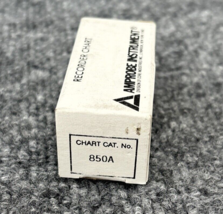 RECORDER CHART
AMPROBE INSTRUMENT
CHART CAT. No.
850A